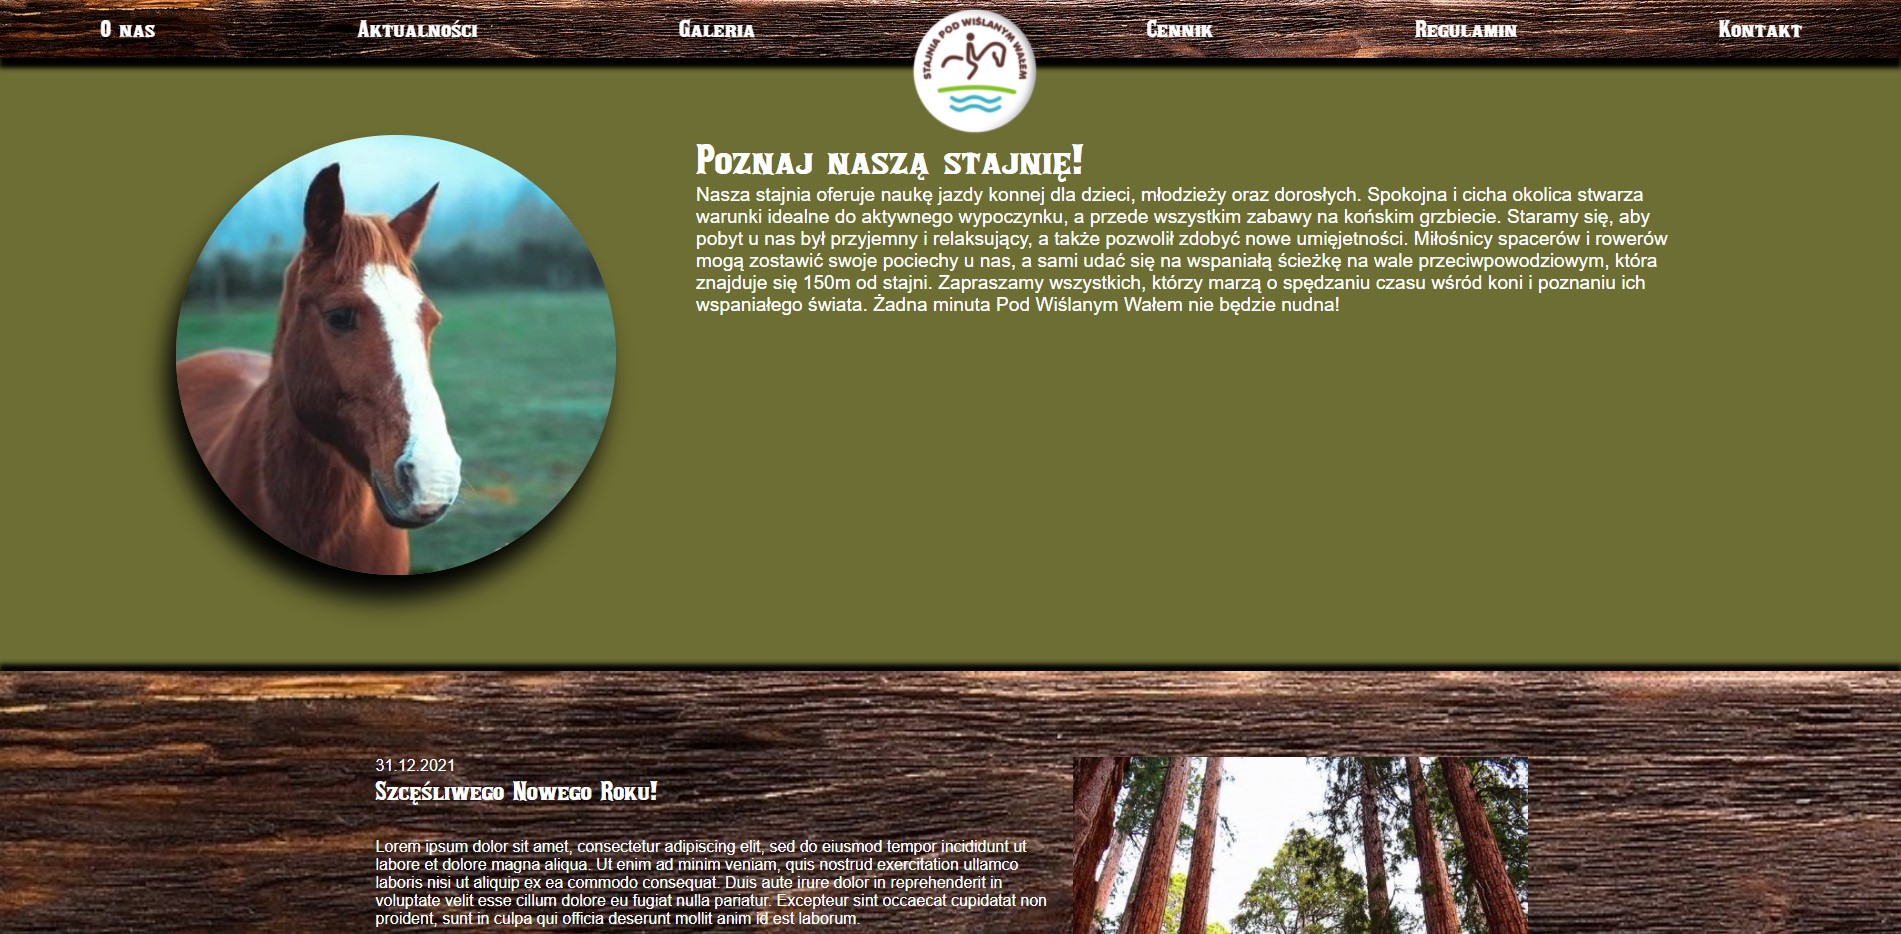 O nas
Aktualności
Galeria
STAJNIA POD WIŚLANYM WAŁEM
Cennik
Regulamin
Kontakt
Poznaj naszą stajnię!
Nasza stajnia oferuje naukę jazdy konnej dla dzieci, młodzieży oraz dorosłych. Spokojna i cicha okolica stwarza
warunki idealne do aktywnego wypoczynku, a przede wszystkim zabawy na końskim grzbiecie. Staramy się, aby
pobyt u nas był przyjemny i relaksujący, a także pozwolił zdobyć nowe umięjetności. Miłośnicy spacerów i rowerów
mogą zostawić swoje pociechy u nas, a sami udać się na wspaniałą ścieżkę na wale przeciwpowodziowym, która
znajduje się 150m od stajni. Zapraszamy wszystkich, którzy marzą o spędzaniu czasu wśród koni i poznaniu ich
wspaniałego świata. Żadna minuta Pod Wiślanym Wałem nie będzie nudna!
31.12.2021
Szczęśliwego Nowego Roku!
Lorem ipsum dolor sit amet, consectetur adipiscing elit, sed do eiusmod tempor incididunt ut
labore et dolore magna aliqua. Ut enim ad minim veniam, quis nostrud exercitation ullamco
laboris nisi ut aliquip ex ea commodo consequat. Duis aute irure dolor in reprehenderit in
voluptate velit esse cillum dolore eu fugiat nulla pariatur. Excepteur sint occaecat cupidatat non
proident, sunt in culpa qui officia deserunt mollit anim id est laborum.